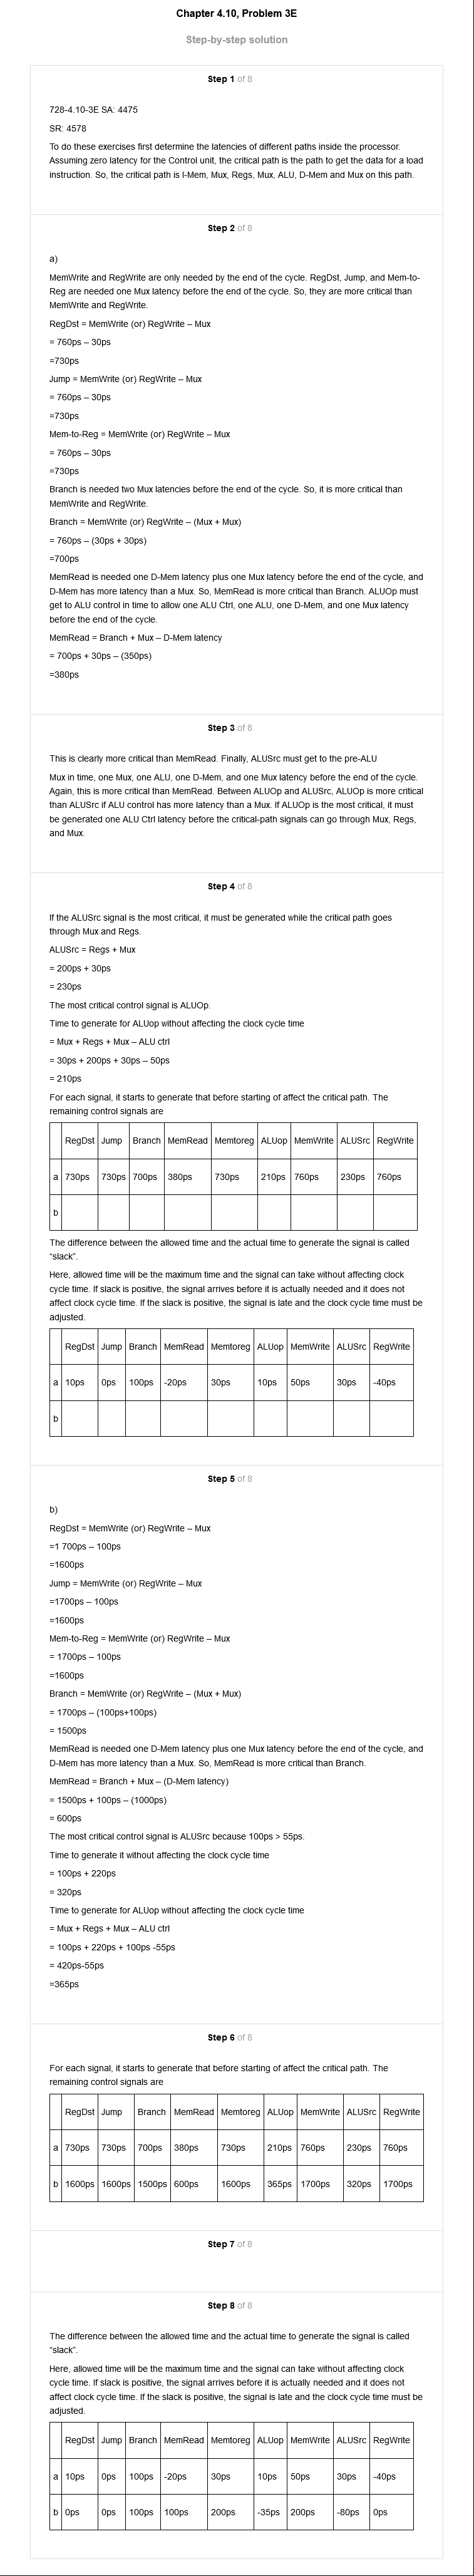 Chapter 4.10, Problem 3E
Step-by-step solution
Step 1 of 8
728-4.10-3E SA: 4475
SR: 4578
To do these exercises first determine the latencies of different paths inside the processor.
Assuming zero latency for the Control unit, the critical path is the path to get the data for a load
instruction. So, the critical path is I-Mem, Mux, Regs, Mux, ALU, D-Mem and Mux on this path.
Step 2 of 8
a)
MemWrite and RegWrite are only needed by the end of the cycle. RegDst, Jump, and Mem-to-
Reg are needed one Mux latency before the end of the cycle. So, they are more critical than
MemWrite and RegWrite.
RegDst = MemWrite (or) RegWrite – Mux
= 760ps – 30ps
=730ps
Jump = MemWrite (or) RegWrite – Mux
= 760ps – 30ps
=730ps
Mem-to-Reg = MemWrite (or) RegWrite – Mux
= 760ps – 30ps
=730ps
Branch is needed two Mux latencies before the end of the cycle. So, it is more critical than
MemWrite and RegWrite.
Branch = MemWrite (or) RegWrite – (Mux + Mux)
= 760ps – (30ps + 30ps)
=700ps
MemRead is needed one D-Mem latency plus one Mux latency before the end of the cycle, and
D-Mem has more latency than a Mux. So, MemRead is more critical than Branch. ALUOp must
get to ALU control in time to allow one ALU Ctrl, one ALU, one D-Mem, and one Mux latency
before the end of the cycle.
MemRead = Branch + Mux – D-Mem latency
= 700ps + 30ps – (350ps)
=380ps
Step 3 of 8
This is clearly more critical than MemRead. Finally, ALUSrc must get to the pre-ALU
Mux in time, one Mux, one ALU, one D-Mem, and one Mux latency before the end of the cycle.
Again, this is more critical than MemRead. Between ALUOp and ALUSrc, ALUOp is more critical
than ALUSrc if ALU control has more latency than a Mux. If ALUOp is the most critical, it must
be generated one ALU Ctrl latency before the critical-path signals can go through Mux, Regs,
and Mux.
Step 4 of 8
If the ALUSrc signal is the most critical, it must be generated while the critical path goes
through Mux and Regs.
ALUSrc = Regs + Mux
= 200ps + 30ps
= 230ps
The most critical control signal is ALUOp.
Time to generate for ALUop without affecting the clock cycle time
= Mux + Regs + Mux – ALU ctrl
= 30ps + 200ps + 30ps – 50ps
= 210ps
For each signal, it starts to generate that before starting of affect the critical path. The
remaining control signals are
RegDst Jump Branch MemRead Memtoreg ALUop MemWrite ALUSrc RegWrite
a 730ps 730ps 700ps 380ps 730ps 210ps 760ps 230ps 760ps
b
The difference between the allowed time and the actual time to generate the signal is called
“slack”.
Here, allowed time will be the maximum time and the signal can take without affecting clock
cycle time. If slack is positive, the signal arrives before it is actually needed and it does not
affect clock cycle time. If the slack is positive, the signal is late and the clock cycle time must be
adjusted.
RegDst Jump Branch MemRead Memtoreg ALUop MemWrite ALUSrc RegWrite
a 10ps 0ps 100ps -20ps 30ps 10ps 50ps 30ps -40ps
b
Step 5 of 8
b)
RegDst = MemWrite (or) RegWrite – Mux
=1 700ps – 100ps
=1600ps
Jump = MemWrite (or) RegWrite – Mux
=1700ps – 100ps
=1600ps
Mem-to-Reg = MemWrite (or) RegWrite – Mux
= 1700ps – 100ps
=1600ps
Branch = MemWrite (or) RegWrite – (Mux + Mux)
= 1700ps – (100ps+100ps)
= 1500ps
MemRead is needed one D-Mem latency plus one Mux latency before the end of the cycle, and
D-Mem has more latency than a Mux. So, MemRead is more critical than Branch.
MemRead = Branch + Mux – (D-Mem latency)
= 1500ps + 100ps – (1000ps)
= 600ps
The most critical control signal is ALUSrc because 100ps > 55ps.
Time to generate it without affecting the clock cycle time
= 100ps + 220ps
= 320ps
Time to generate for ALUop without affecting the clock cycle time
= Mux + Regs + Mux – ALU ctrl
= 100ps + 220ps + 100ps -55ps
= 420ps-55ps
=365ps
Step 6 of 8
For each signal, it starts to generate that before starting of affect the critical path. The
remaining control signals are
RegDst Jump Branch MemRead Memtoreg ALUop MemWrite ALUSrc RegWrite
a 730ps 730ps 700ps 380ps 730ps 210ps 760ps 230ps 760ps
b 1600ps 1600ps 1500ps 600ps 1600ps 365ps 1700ps 320ps 1700ps
Step 7 of 8
Step 8 of 8
The difference between the allowed time and the actual time to generate the signal is called
“slack”.
Here, allowed time will be the maximum time and the signal can take without affecting clock
cycle time. If slack is positive, the signal arrives before it is actually needed and it does not
affect clock cycle time. If the slack is positive, the signal is late and the clock cycle time must be
adjusted.
RegDst Jump Branch MemRead Memtoreg ALUop MemWrite ALUSrc RegWrite
a 10ps 0ps 100ps -20ps 30ps 10ps 50ps 30ps -40ps
b 0ps 0ps 100ps 100ps 200ps -35ps 200ps -80ps 0ps